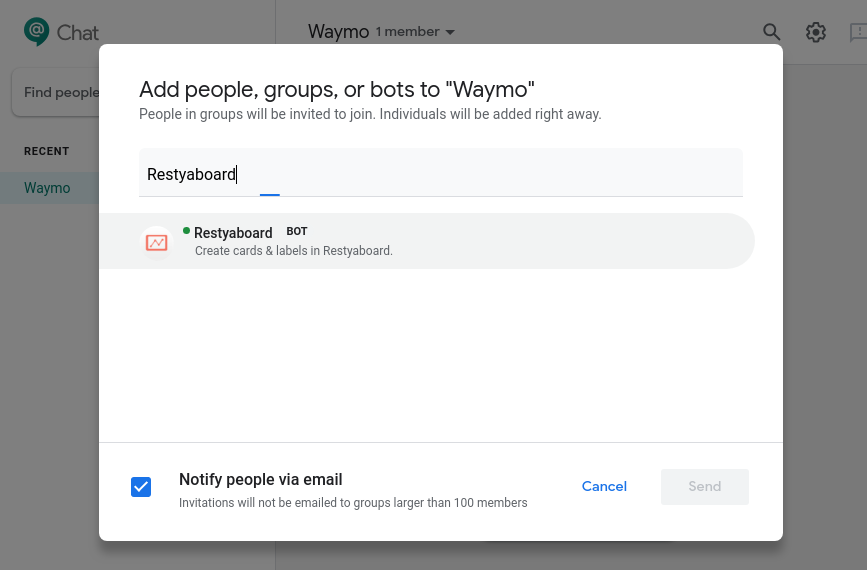 Chat
Waymo 1 member
Find people
RECENT
Waymo
Add people, groups, or bots to "Waymo"
People in groups will be invited to join. Individuals will be added right away.
Restyaboard
Restyaboard BOT
Create cards & labels in Restyaboard.
Notify people via email
Invitations will not be emailed to groups larger than 100 members
Cancel Send